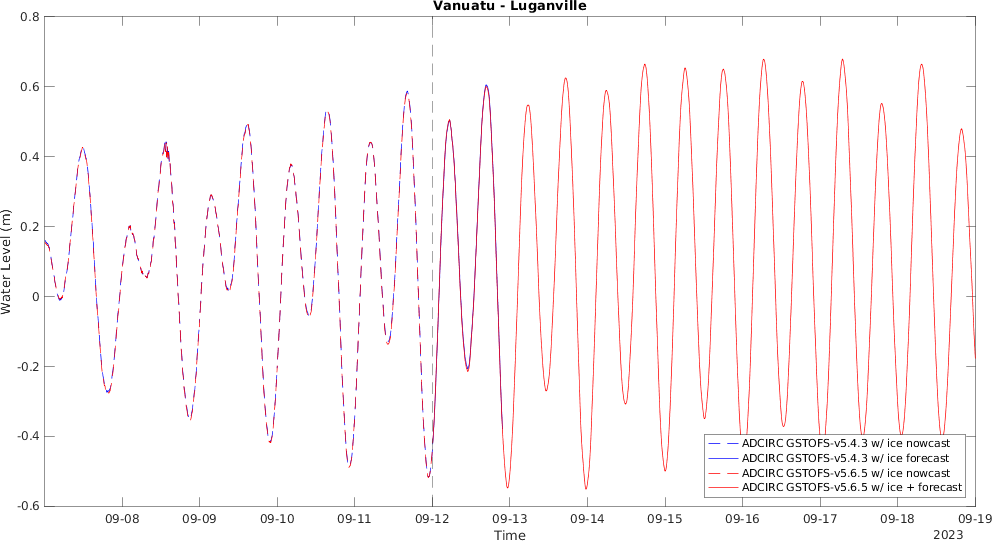 Vanuatu - Luganville
0.8
0.6
0.4
0.2
0
-0.2
-0.4
-0.6
Water Level (m)
ADCIRC GSTOFS-v5.4.3 w/ ice nowcast
ADCIRC GSTOFS-v5.4.3 w/ ice forecast
ADCIRC GSTOFS-v5.6.5 w/ ice nowcast
ADCIRC GSTOFS-v5.6.5 w/ ice + forecast
09-08 09-09 09-10 09-11 09-12 09-13 09-14 09-15 09-16 09-17 09-18 09-19
Time
2023